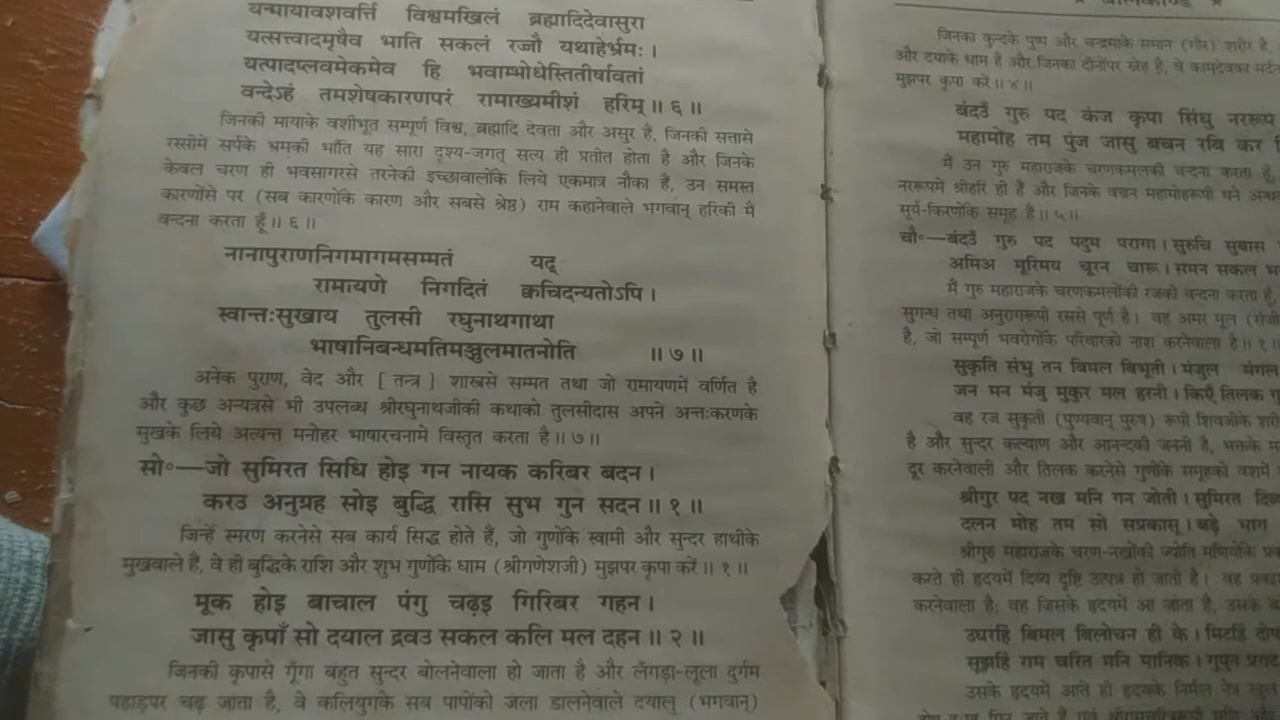 यन्मायावशवर्त्ति विश्वमखिलं ब्रह्मादिदेवासुरा
यत्सत्त्वादमृषैव भाति सकलं रज्जौ यथाहेर्भ्रमः ।
यत्पादप्लवमेकमेव हि भवाम्भोधेस्तितीर्षावतां
वन्देऽहं तमशेषकारणपरं रामाख्यमीशं हरिम् ॥ ६ ॥
जिनकी मायाके वशीभूत सम्पूर्ण विश्व, ब्रह्मादि देवता और असुर हैं, जिनकी सत्तासे
रस्सीमें सर्पके भ्रमकी भाँति यह सारा दृश्य-जगत् सत्य ही प्रतीत होता है और जिनके
केवल चरण ही भवसागरसे तरनेकी इच्छावालोंके लिये एकमात्र नौका हैं, उन समस्त
कारणोंसे पर (सब कारणोंके कारण और सबसे श्रेष्ठ) राम कहानेवाले भगवान् हरिकी मैं
वन्दना करता हूँ ॥ ६ ॥
नानापुराणनिगमागमसम्मतं यद्
रामायणे निगदितं क्वचिदन्यतोऽपि ।
स्वान्तःसुखाय तुलसी रघुनाथगाथा
भाषानिबन्धमतिमञ्जुलमातनोति ॥ ७ ॥
अनेक पुराण, वेद और [ तन्त्र ] शास्त्रसे सम्मत तथा जो रामायणमें वर्णित है
और कुछ अन्यत्रसे भी उपलब्ध श्रीरघुनाथजीकी कथाको तुलसीदास अपने अन्तःकरणके
सुखके लिये अत्यन्त मनोहर भाषारचनामें विस्तृत करता है ॥ ७ ॥
सो०—जो सुमिरत सिधि होइ गन नायक करिबर बदन ।
करउ अनुग्रह सोइ बुद्धि रासि सुभ गुन सदन ॥ १ ॥
जिन्हें स्मरण करनेसे सब कार्य सिद्ध होते हैं, जो गुणोंके स्वामी और सुन्दर हाथीके
मुखवाले हैं, वे ही बुद्धिके राशि और शुभ गुणोंके धाम (श्रीगणेशजी) मुझपर कृपा करें ॥ १ ॥
मूक होइ बाचाल पंगु चढ़इ गिरिबर गहन ।
जासु कृपाँ सो दयाल द्रवउ सकल कलि मल दहन ॥ २ ॥
जिनकी कृपासे गूँगा बहुत सुन्दर बोलनेवाला हो जाता है और लँगड़ा-लूला दुर्गम
पहाड़पर चढ़ जाता है, वे कलियुगके सब पापोंको जला डालनेवाले दयालु (भगवान्)
जिनका कुन्दके पुष्प और चन्द्रमाके समान (गौर) शरीर है,
और दयाके धाम हैं और जिनका दीनोंपर स्नेह है, वे कामदेवका मर्दन
मुझपर कृपा करें ॥ ४ ॥
बंदउँ गुरु पद कंज कृपा सिंधु नररूप
महामोह तम पुंज जासु बचन रबि कर
मैं उन गुरु महाराजके चरणकमलकी वन्दना करता हूँ,
नररूपमें श्रीहरि ही हैं और जिनके वचन महामोहरूपी घने
सूर्य-किरणोंके समूह हैं ॥ ५ ॥
चौ०—बंदउँ गुरु पद पदुम परागा । सुरुचि सुबास
अमिअ मूरिमय चूरन चारू । समन सकल
मैं गुरु महाराजके चरणकमलोंकी रजकी वन्दना करता हूँ,
सुगन्ध तथा अनुरागरूपी रससे पूर्ण है। वह अमर मूल
है, जो सम्पूर्ण भवरोगोंके परिवारको नाश करनेवाला है ॥ १ ॥
सुकृति संभु तन बिमल बिभूती । मंजुल मंगल
जन मन मंजु मुकुर मल हरनी । किएँ तिलक
वह रज सुकृती (पुण्यवान् पुरुष) रूपी शिवजीके
है और सुन्दर कल्याण और आनन्दकी जननी है, भक्तके
दूर करनेवाली और तिलक करनेसे गुणोंके समूहको वशमें
श्रीगुर पद नख मनि गन जोती । सुमिरत
दलन मोह तम सो सप्रकासू । बड़े भाग
श्रीगुरु महाराजके चरण-नखोंकी ज्योति मणियोंके
करते ही हृदयमें दिव्य दृष्टि उत्पन्न हो जाती है। वह
करनेवाला है; वह जिसके हृदयमें आ जाता है, उसके
उघरहिं बिमल बिलोचन ही के । मिटहिं
सूझहिं राम चरित मनि मानिक । गुपुत प्रगट
उसके हृदयमें आते ही हृदयके निर्मल नेत्र